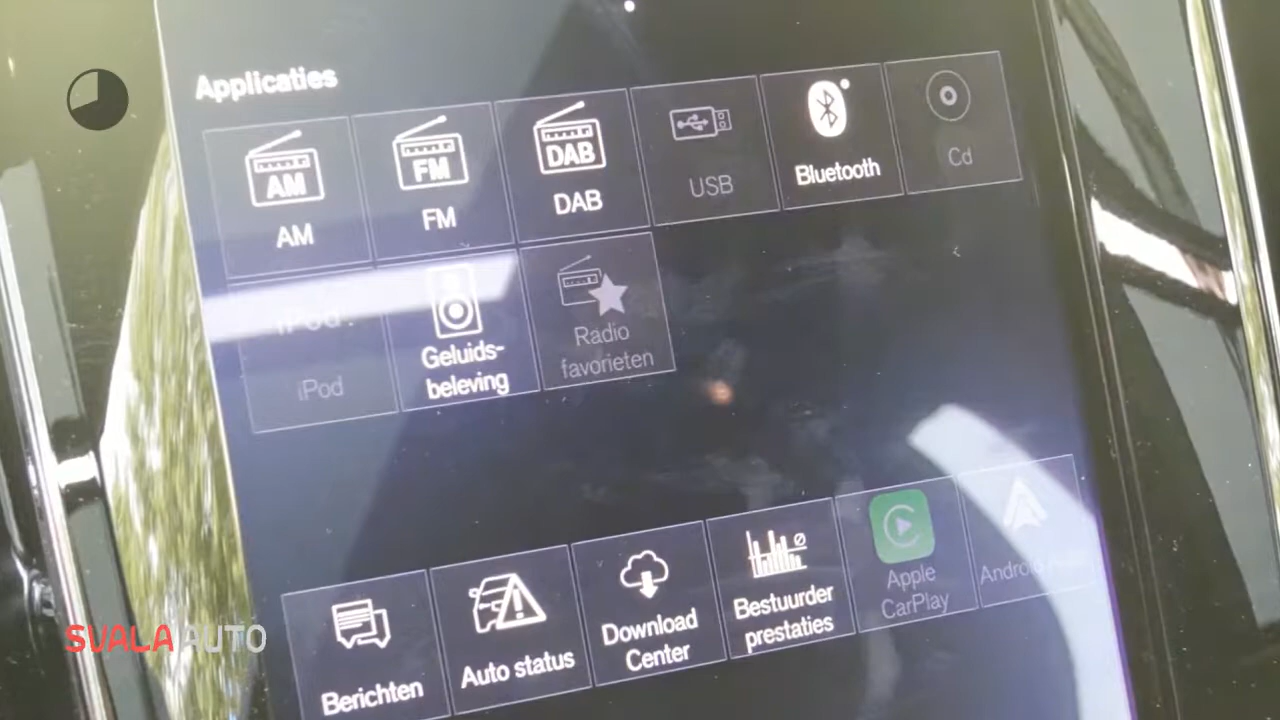 Applicaties
AM
FM
DAB
AM
FM
DAB
USB
Bluetooth
Cd
iPod
iPod
Geluids-
beleving
Radio
favorieten
Berichten
Auto status
Download
Center
Bestuurder
prestaties
Apple
CarPlay
Android
SVALA AUTO